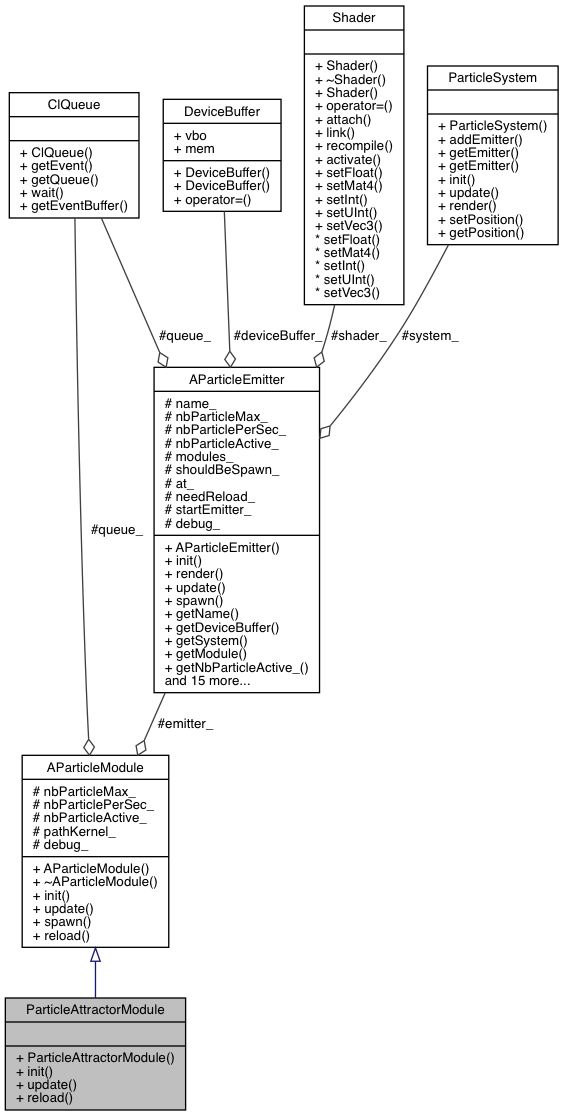 Shader
+ Shader()
+ ~Shader()
+ Shader()
+ operator=()
+ attach()
+ link()
+ recompile()
+ activate()
+ setFloat()
+ setMat4()
+ setInt()
+ setUInt()
+ setVec3()
* setFloat()
* setMat4()
* setInt()
* setUInt()
* setVec3()
ClQueue
+ ClQueue()
+ getEvent()
+ getQueue()
+ wait()
+ getEventBuffer()
DeviceBuffer
+ vbo
+ mem
+ DeviceBuffer()
+ DeviceBuffer()
+ operator=()
ParticleSystem
+ ParticleSystem()
+ addEmitter()
+ getEmitter()
+ getEmitter()
+ init()
+ update()
+ render()
+ setPosition()
+ getPosition()
#queue_
#deviceBuffer_
#shader_
#system_
AParticleEmitter
# name_
# nbParticleMax_
# nbParticlePerSec_
# nbParticleActive_
# modules_
# shouldBeSpawn_
# at_
# needReload_
# startEmitter_
# debug_
+ AParticleEmitter()
+ init()
+ render()
+ update()
+ spawn()
+ getName()
+ getDeviceBuffer()
+ getSystem()
+ getModule()
+ getNbParticleActive_()
and 15 more...
#queue_
#emitter_
AParticleModule
# nbParticleMax_
# nbParticlePerSec_
# nbParticleActive_
# pathKernel_
# debug_
+ AParticleModule()
+ ~AParticleModule()
+ init()
+ update()
+ spawn()
+ reload()
ParticleAttractorModule
+ ParticleAttractorModule()
+ init()
+ update()
+ reload()